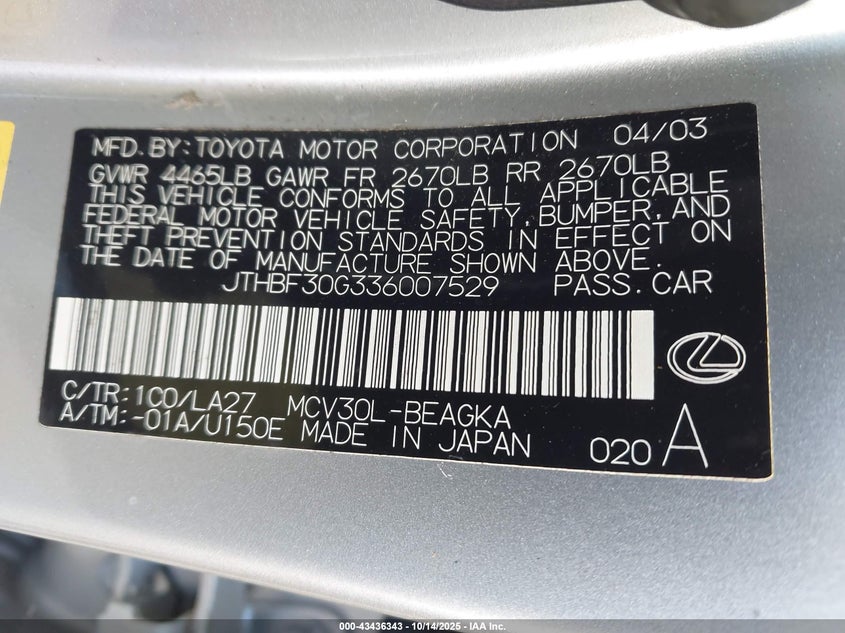 MFD.BY:TOYOTA MOTOR CORPORATION 04/03
GVWR 4465LB GAWR FR 2670LB RR 2670LB
THIS VEHICLE CONFORMS TO ALL APPLICABLE
FEDERAL MOTOR VEHICLE SAFETY,BUMPER,AND
THEFT PREVENTION STANDARDS IN EFFECT ON
THE DATE OF MANUFACTURE SHOWN ABOVE.
JTHBF30G336007529 PASS.CAR
C/TR:1C0/LA27 MCV30L-BEAGKA
A/TM:-01A/U150E MADE IN JAPAN 020 A
000-43436343 - 10/14/2025 - IAA Inc.